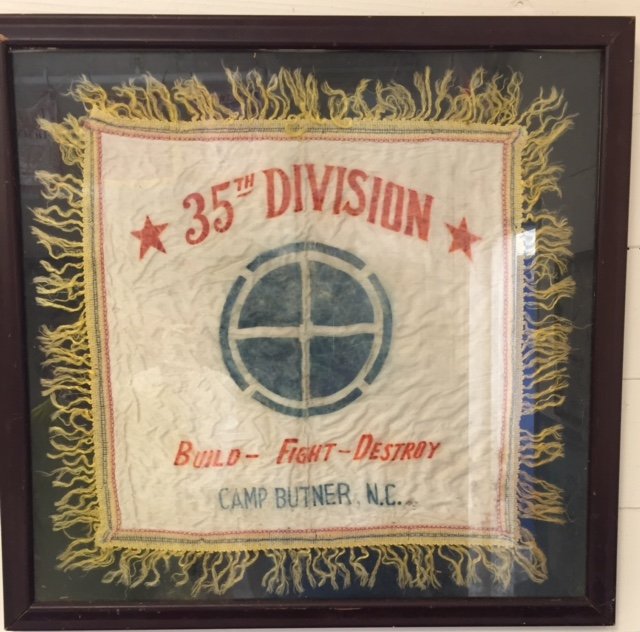 35TH DIVISION
BUILD - FIGHT - DESTROY
CAMP BUTNER, N.C.